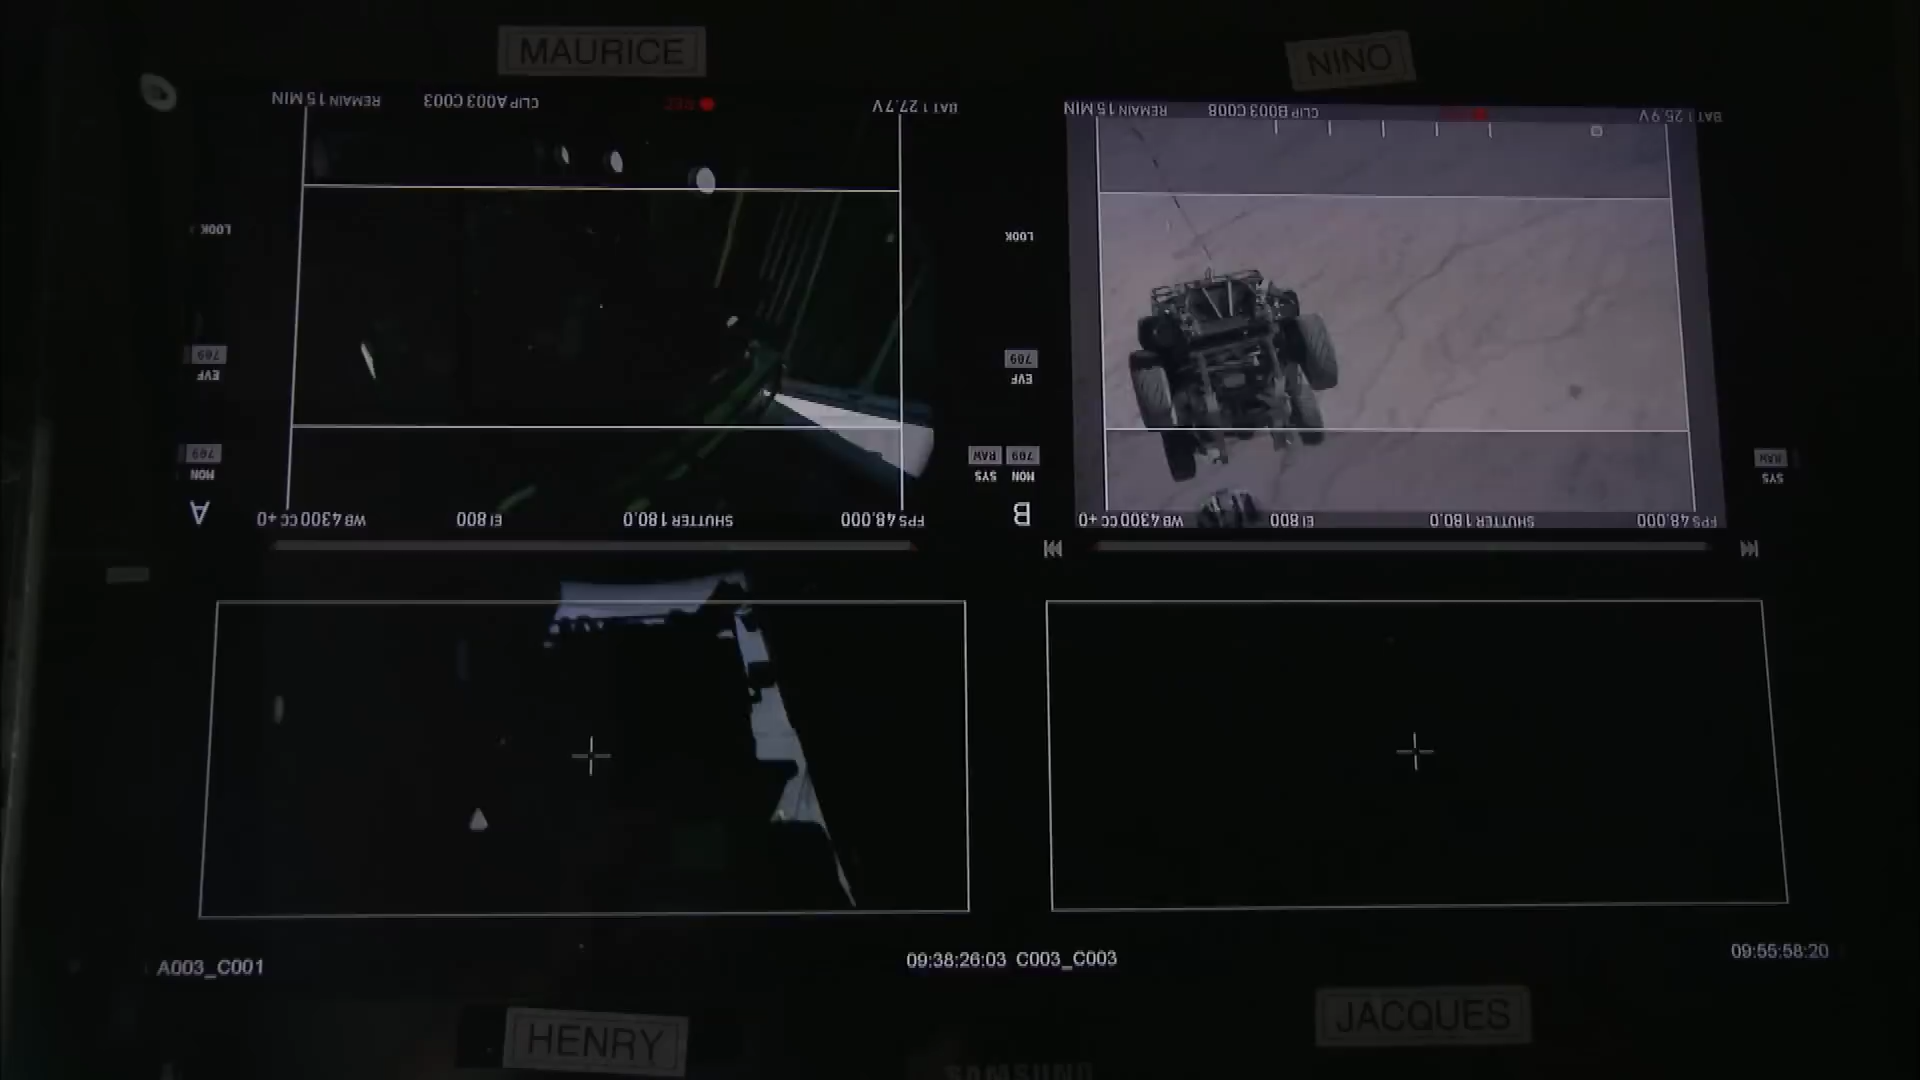 MAURICE
NINO
REMAIN 15 MIN
CLIP A003 C003
REC
BAT 1 27.7V
REMAIN 15 MIN
CLIP B003 C008
BAT 1 25.9V
LOOK
LOOK
709
EVF
709
EVF
709
MON
RAW
SYS
709
MON
RAW
SYS
A
B
WB 4300 CC +0
EI 800
SHUTTER 180.0
FPS 48.000
WB 4300 CC +0
EI 800
SHUTTER 180.0
FPS 48.000
A003_C001
09:38:26:03
C003_C003
09:55:58:20
HENRY
JACQUES
SAMSUNG